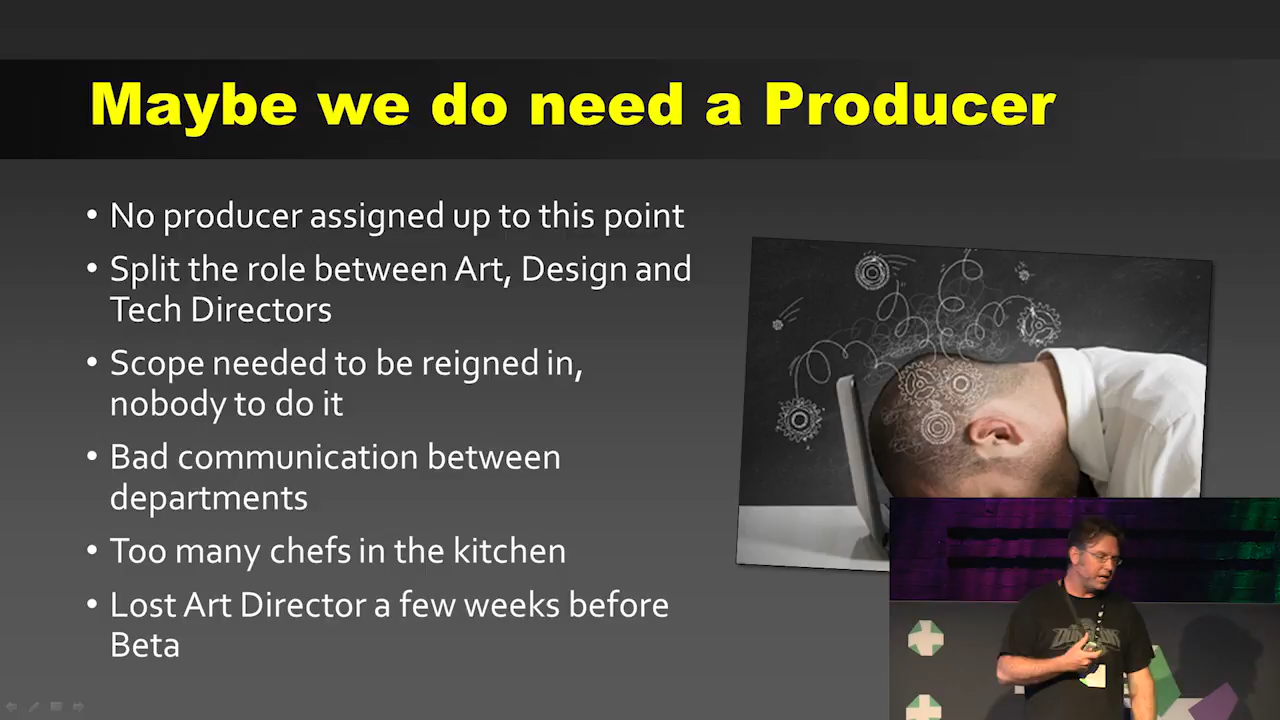 Maybe we do need a Producer
• No producer assigned up to this point
• Split the role between Art, Design and
Tech Directors
• Scope needed to be reigned in,
nobody to do it
• Bad communication between
departments
• Too many chefs in the kitchen
• Lost Art Director a few weeks before
Beta